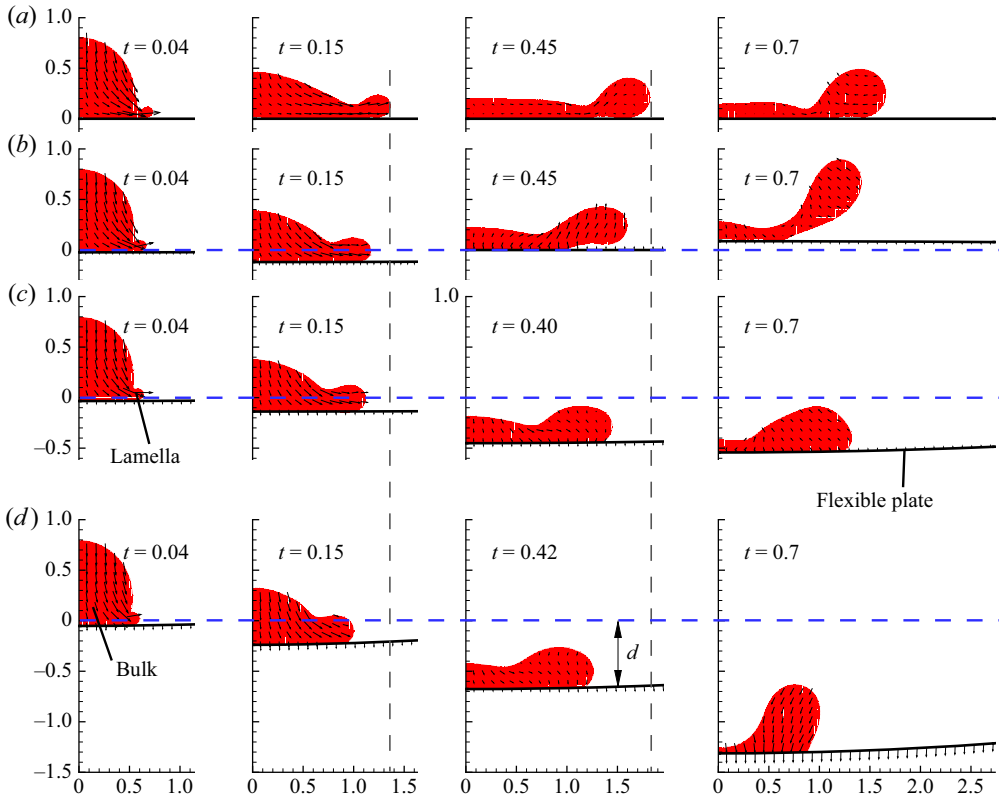 (a) 1.0 0.5 0 t = 0.04 t = 0.15 t = 0.45 t = 0.7
(b) 1.0 0.5 0 t = 0.04 t = 0.15 t = 0.45 t = 0.7
(c) 1.0 0.5 0 –0.5 t = 0.04 t = 0.15 1.0 t = 0.40 t = 0.7
Lamella
Flexible plate
(d) 1.0 0.5 0 –0.5 –1.0 –1.5 t = 0.04 t = 0.15 t = 0.42 t = 0.7
d
Bulk
0 0.5 1.0 0 0.5 1.0 1.5 0 0.5 1.0 1.5 0 0.5 1.0 1.5 2.0 2.5